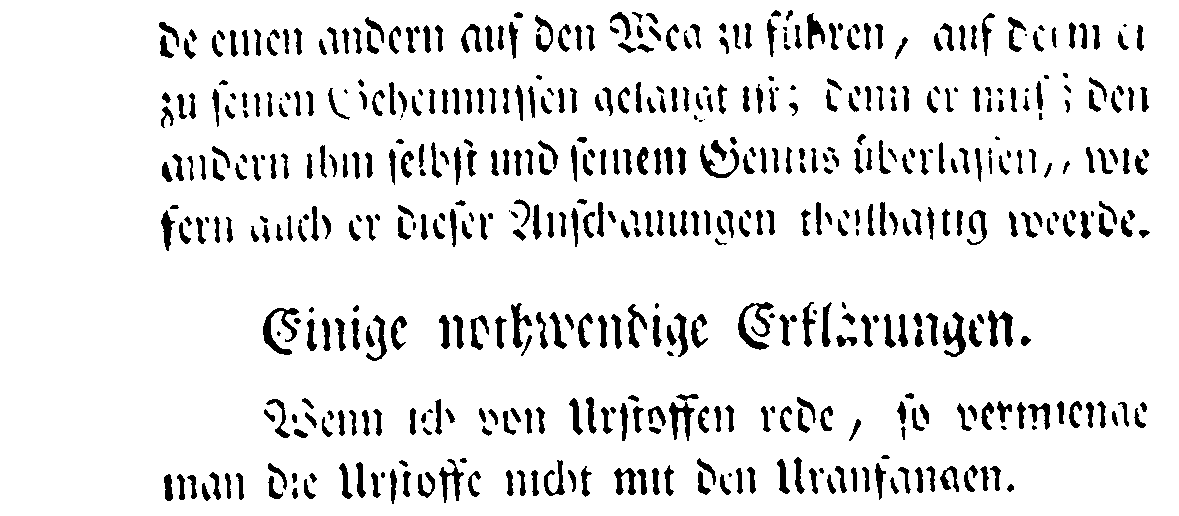 de einen andern auf den Weg zu führen, auf dem er
zu seinen Geheimnissen gelangt ist; denn er muß den
andern ihm selbst und seinem Genius überlassen, wie
fern auch er dieser Anschauungen theilhaftig weerde.
Einige nothwendige Erklärungen.
Wenn ich von Urstoffen rede, so vermenge
man die Urstoffe nicht mit den Uranfangen.